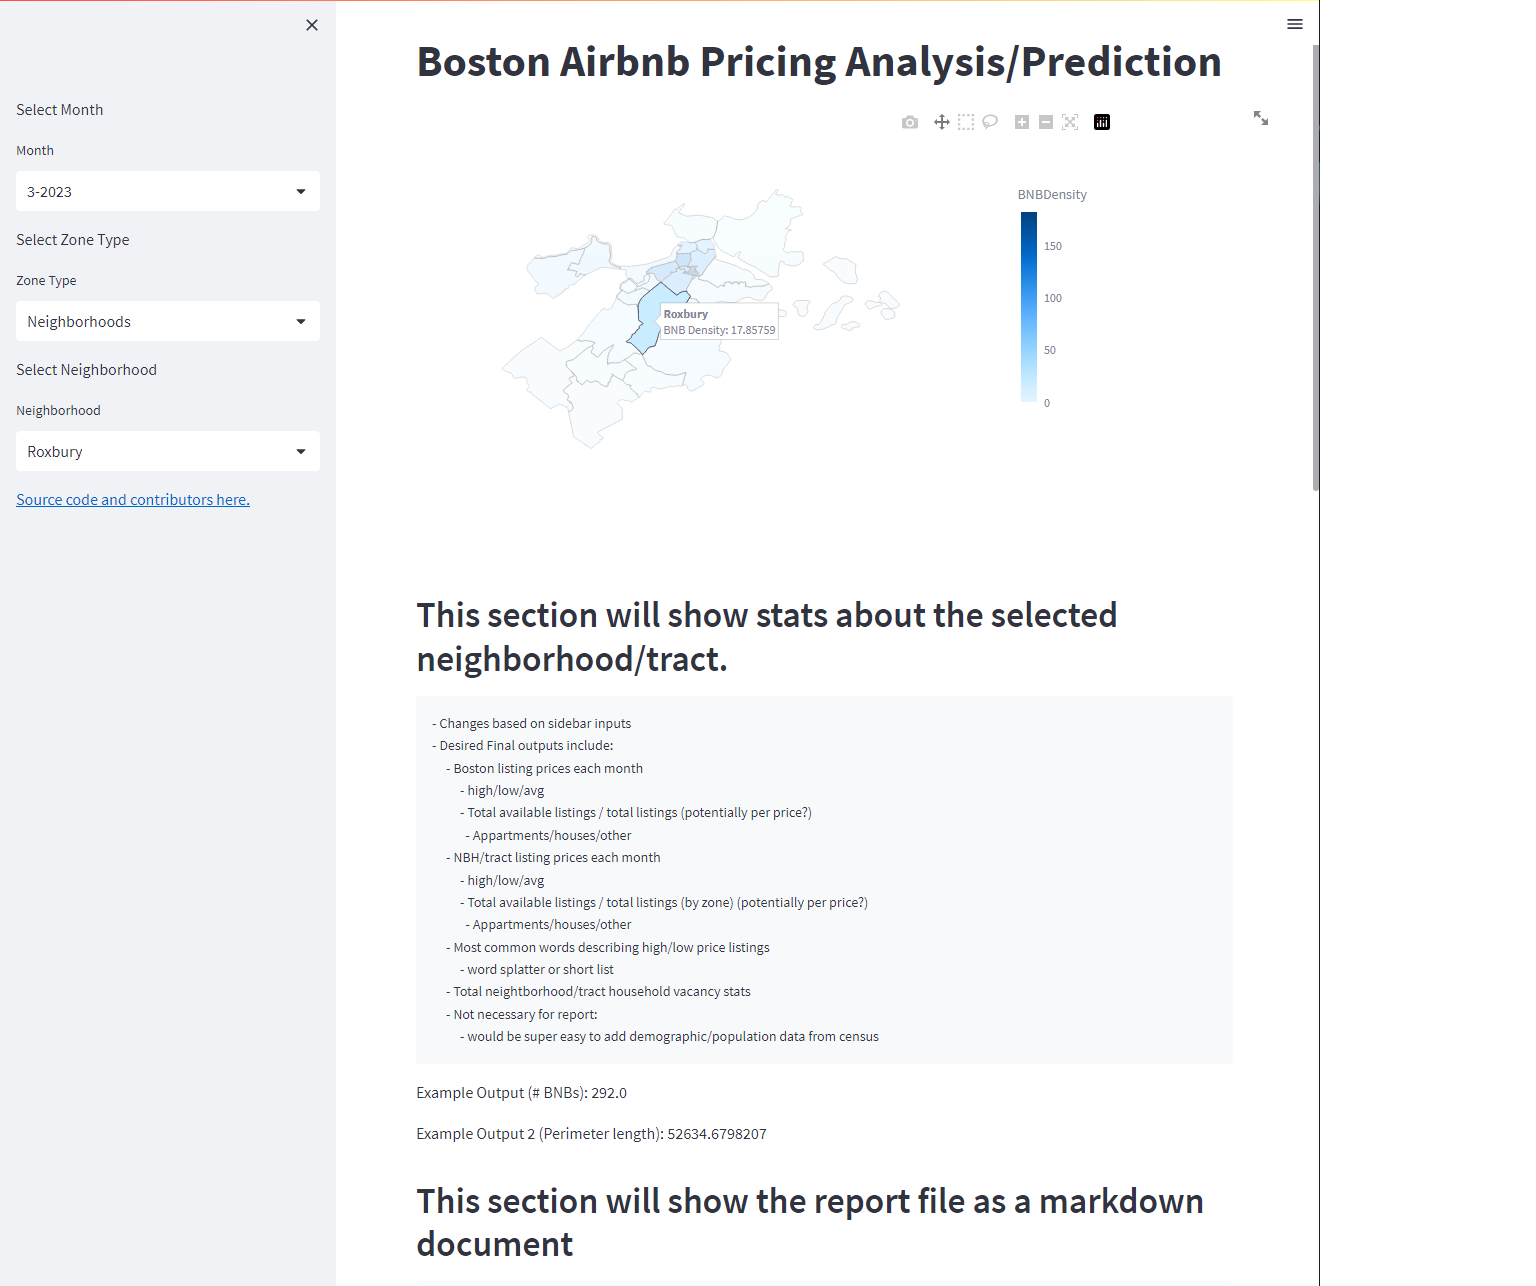 Select Month
Month
3-2023
Select Zone Type
Zone Type
Neighborhoods
Select Neighborhood
Neighborhood
Roxbury
Source code and contributors here.
Boston Airbnb Pricing Analysis/Prediction
BNBDensity
150
100
50
0
Roxbury
BNB Density: 17.85759
This section will show stats about the selected
neighborhood/tract.
- Changes based on sidebar inputs
- Desired Final outputs include:
- Boston listing prices each month
- high/low/avg
- Total available listings / total listings (potentially per price?)
- Appartments/houses/other
- NBH/tract listing prices each month
- high/low/avg
- Total available listings / total listings (by zone) (potentially per price?)
- Appartments/houses/other
- Most common words describing high/low price listings
- word splatter or short list
- Total neightborhood/tract household vacancy stats
- Not necessary for report:
- would be super easy to add demographic/population data from census
Example Output (# BNBs): 292.0
Example Output 2 (Perimeter length): 52634.6798207
This section will show the report file as a markdown
document